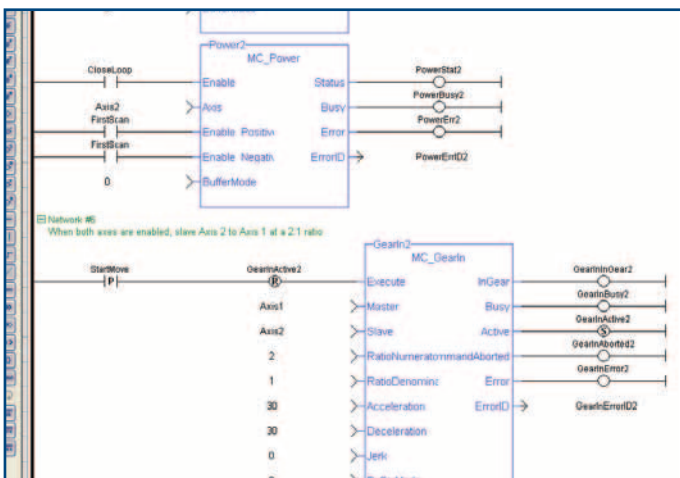 Power2
MC_Power
CloseLoop
Enable
Status
PowerStat2
Axis2
Axis
Busy
PowerBusy2
FirstScan
Enable Positiv
Error
PowerErr2
FirstScan
Enable Negati
ErrorID
PowerErrID2
0
BufferMode
Network #6
When both axes are enabled, slave Axis 2 to Axis 1 at a 2:1 ratio
GearIn2
MC_GearIn
StartMove
P
GearInActive2
R
Execute
InGear
GearInInGear2
Axis1
Master
Busy
GearInBusy2
Axis2
Slave
Active
GearInActive2
S
2
RatioNumeratommandAborted
GearInAborted2
1
RatioDenomina
Error
GearInError2
30
Acceleration
ErrorID
GearInErrorID2
30
Deceleration
0
Jerk